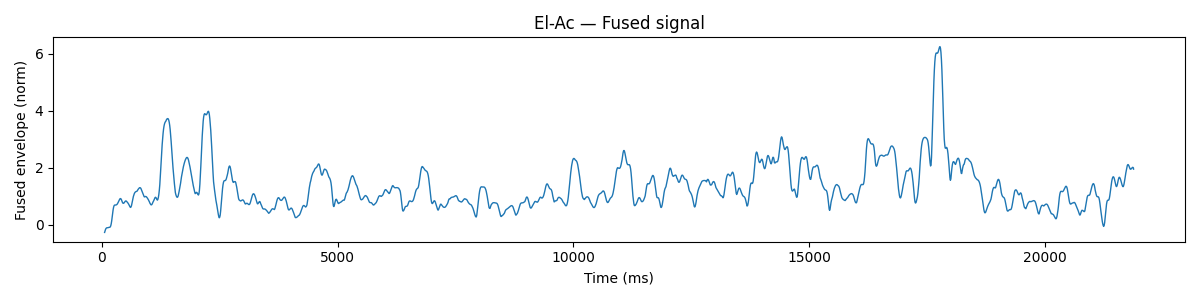 El-Ac — Fused signal
Fused envelope (norm)
6
4
2
0
0 5000 10000 15000 20000
Time (ms)